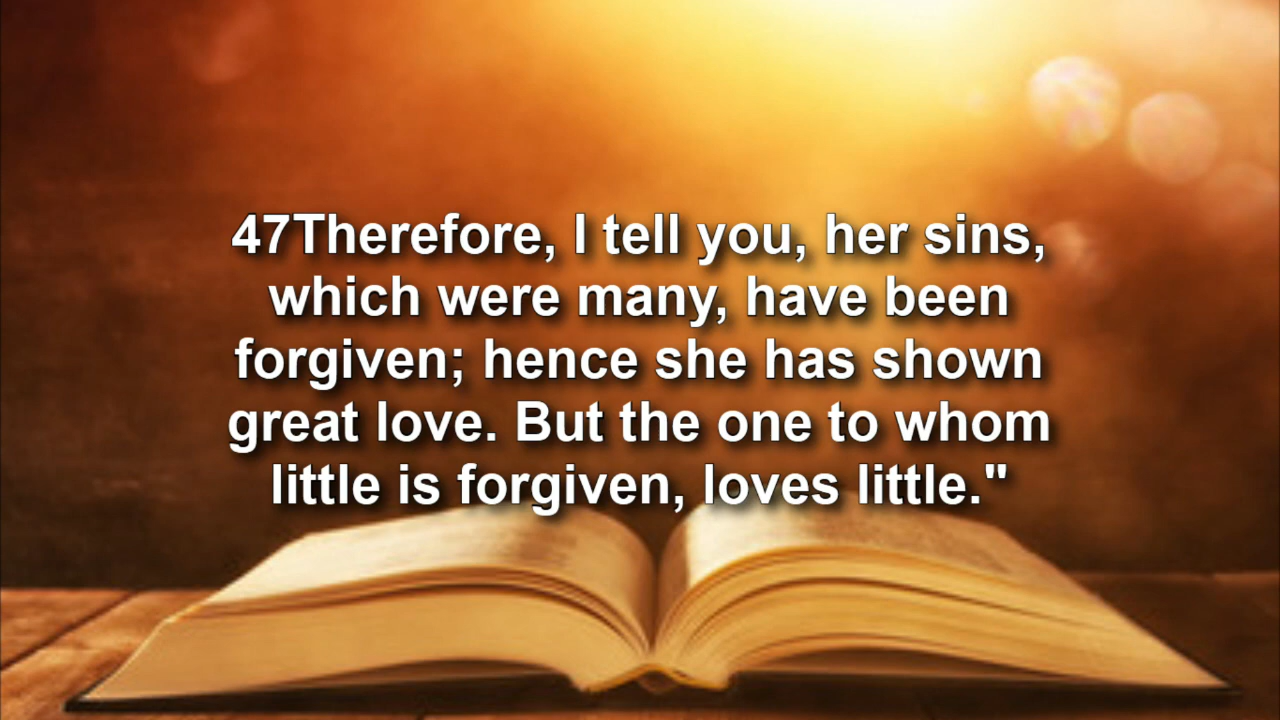 47Therefore, I tell you, her sins,
which were many, have been
forgiven; hence she has shown
great love. But the one to whom
little is forgiven, loves little."